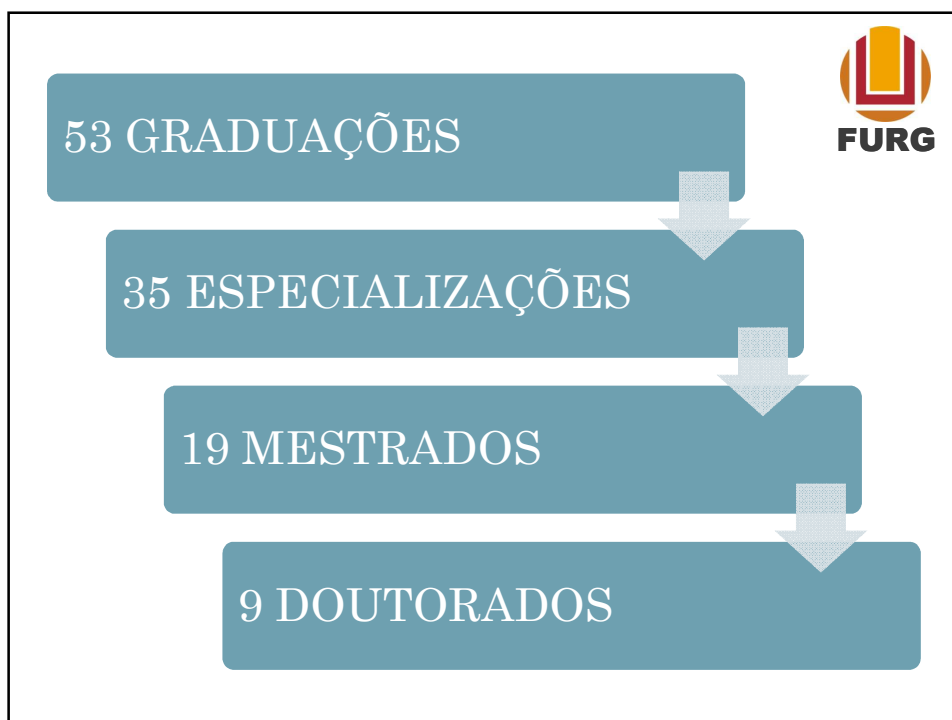 FURG
53 GRADUAÇÕES
35 ESPECIALIZAÇÕES
19 MESTRADOS
9 DOUTORADOS